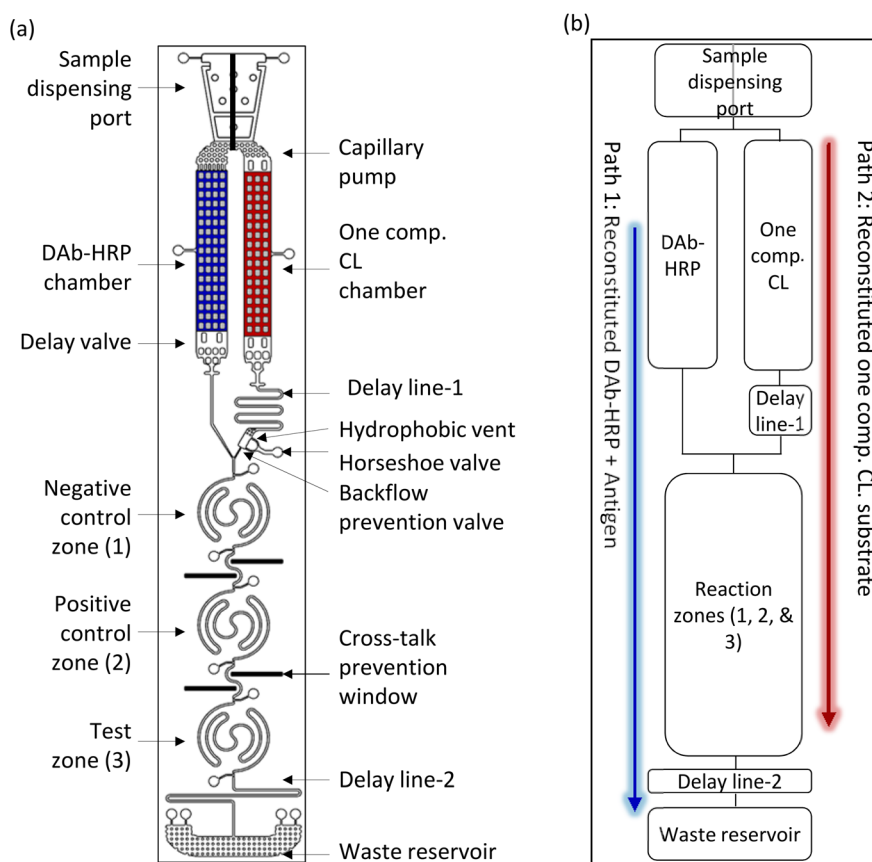 (a)
Sample
dispensing
port
Capillary
pump
DAb-HRP
chamber
One comp.
CL
chamber
Delay valve
Delay line-1
Hydrophobic vent
Horseshoe valve
Backflow
prevention valve
Negative
control
zone (1)
Positive
control
zone (2)
Cross-talk
prevention
window
Test
zone (3)
Delay line-2
Waste reservoir
(b)
Sample
dispensing
port
DAb-
HRP
One
comp.
CL
Delay
line-1
Reaction
zones (1, 2, &
3)
Delay line-2
Waste reservoir
Path 1: Reconstituted DAb-HRP + Antigen
Path 2: Reconstituted one comp. CL. substrate